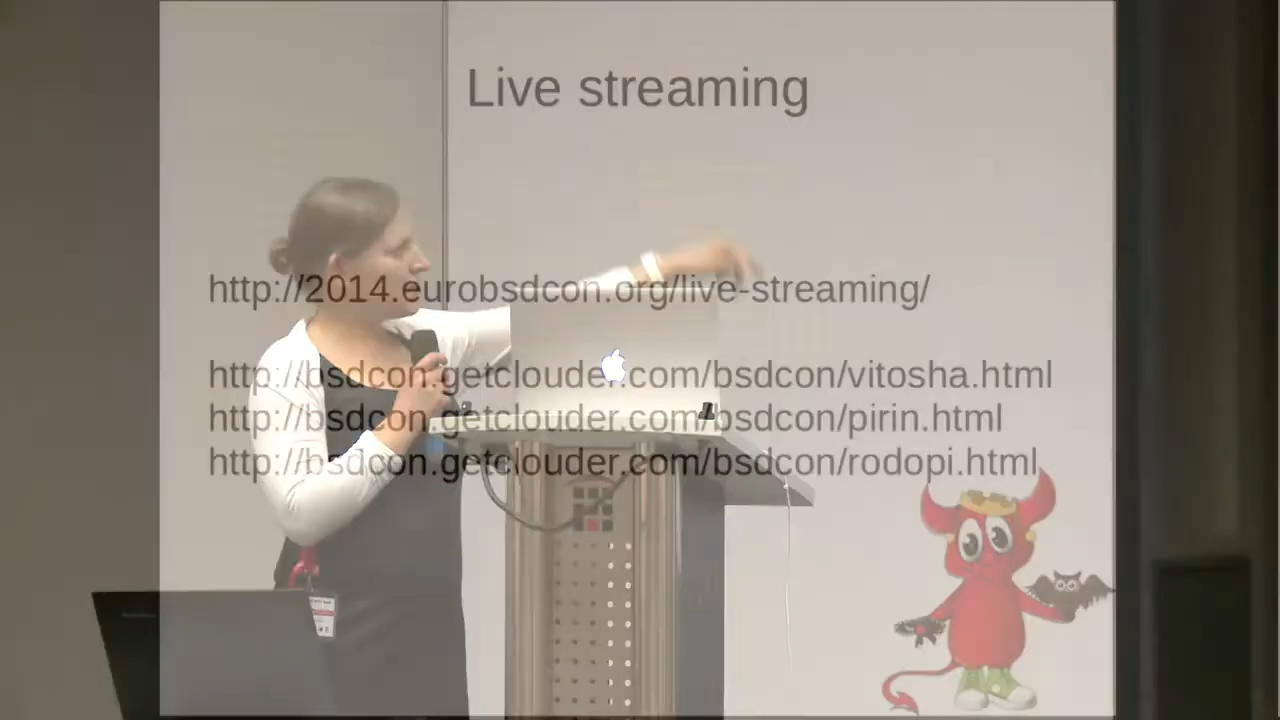 Live streaming
http://2014.eurobsdcon.org/live-streaming/
http://bsdcon.getclouder.com/bsdcon/vitosha.html
http://bsdcon.getclouder.com/bsdcon/pirin.html
http://bsdcon.getclouder.com/bsdcon/rodopi.html